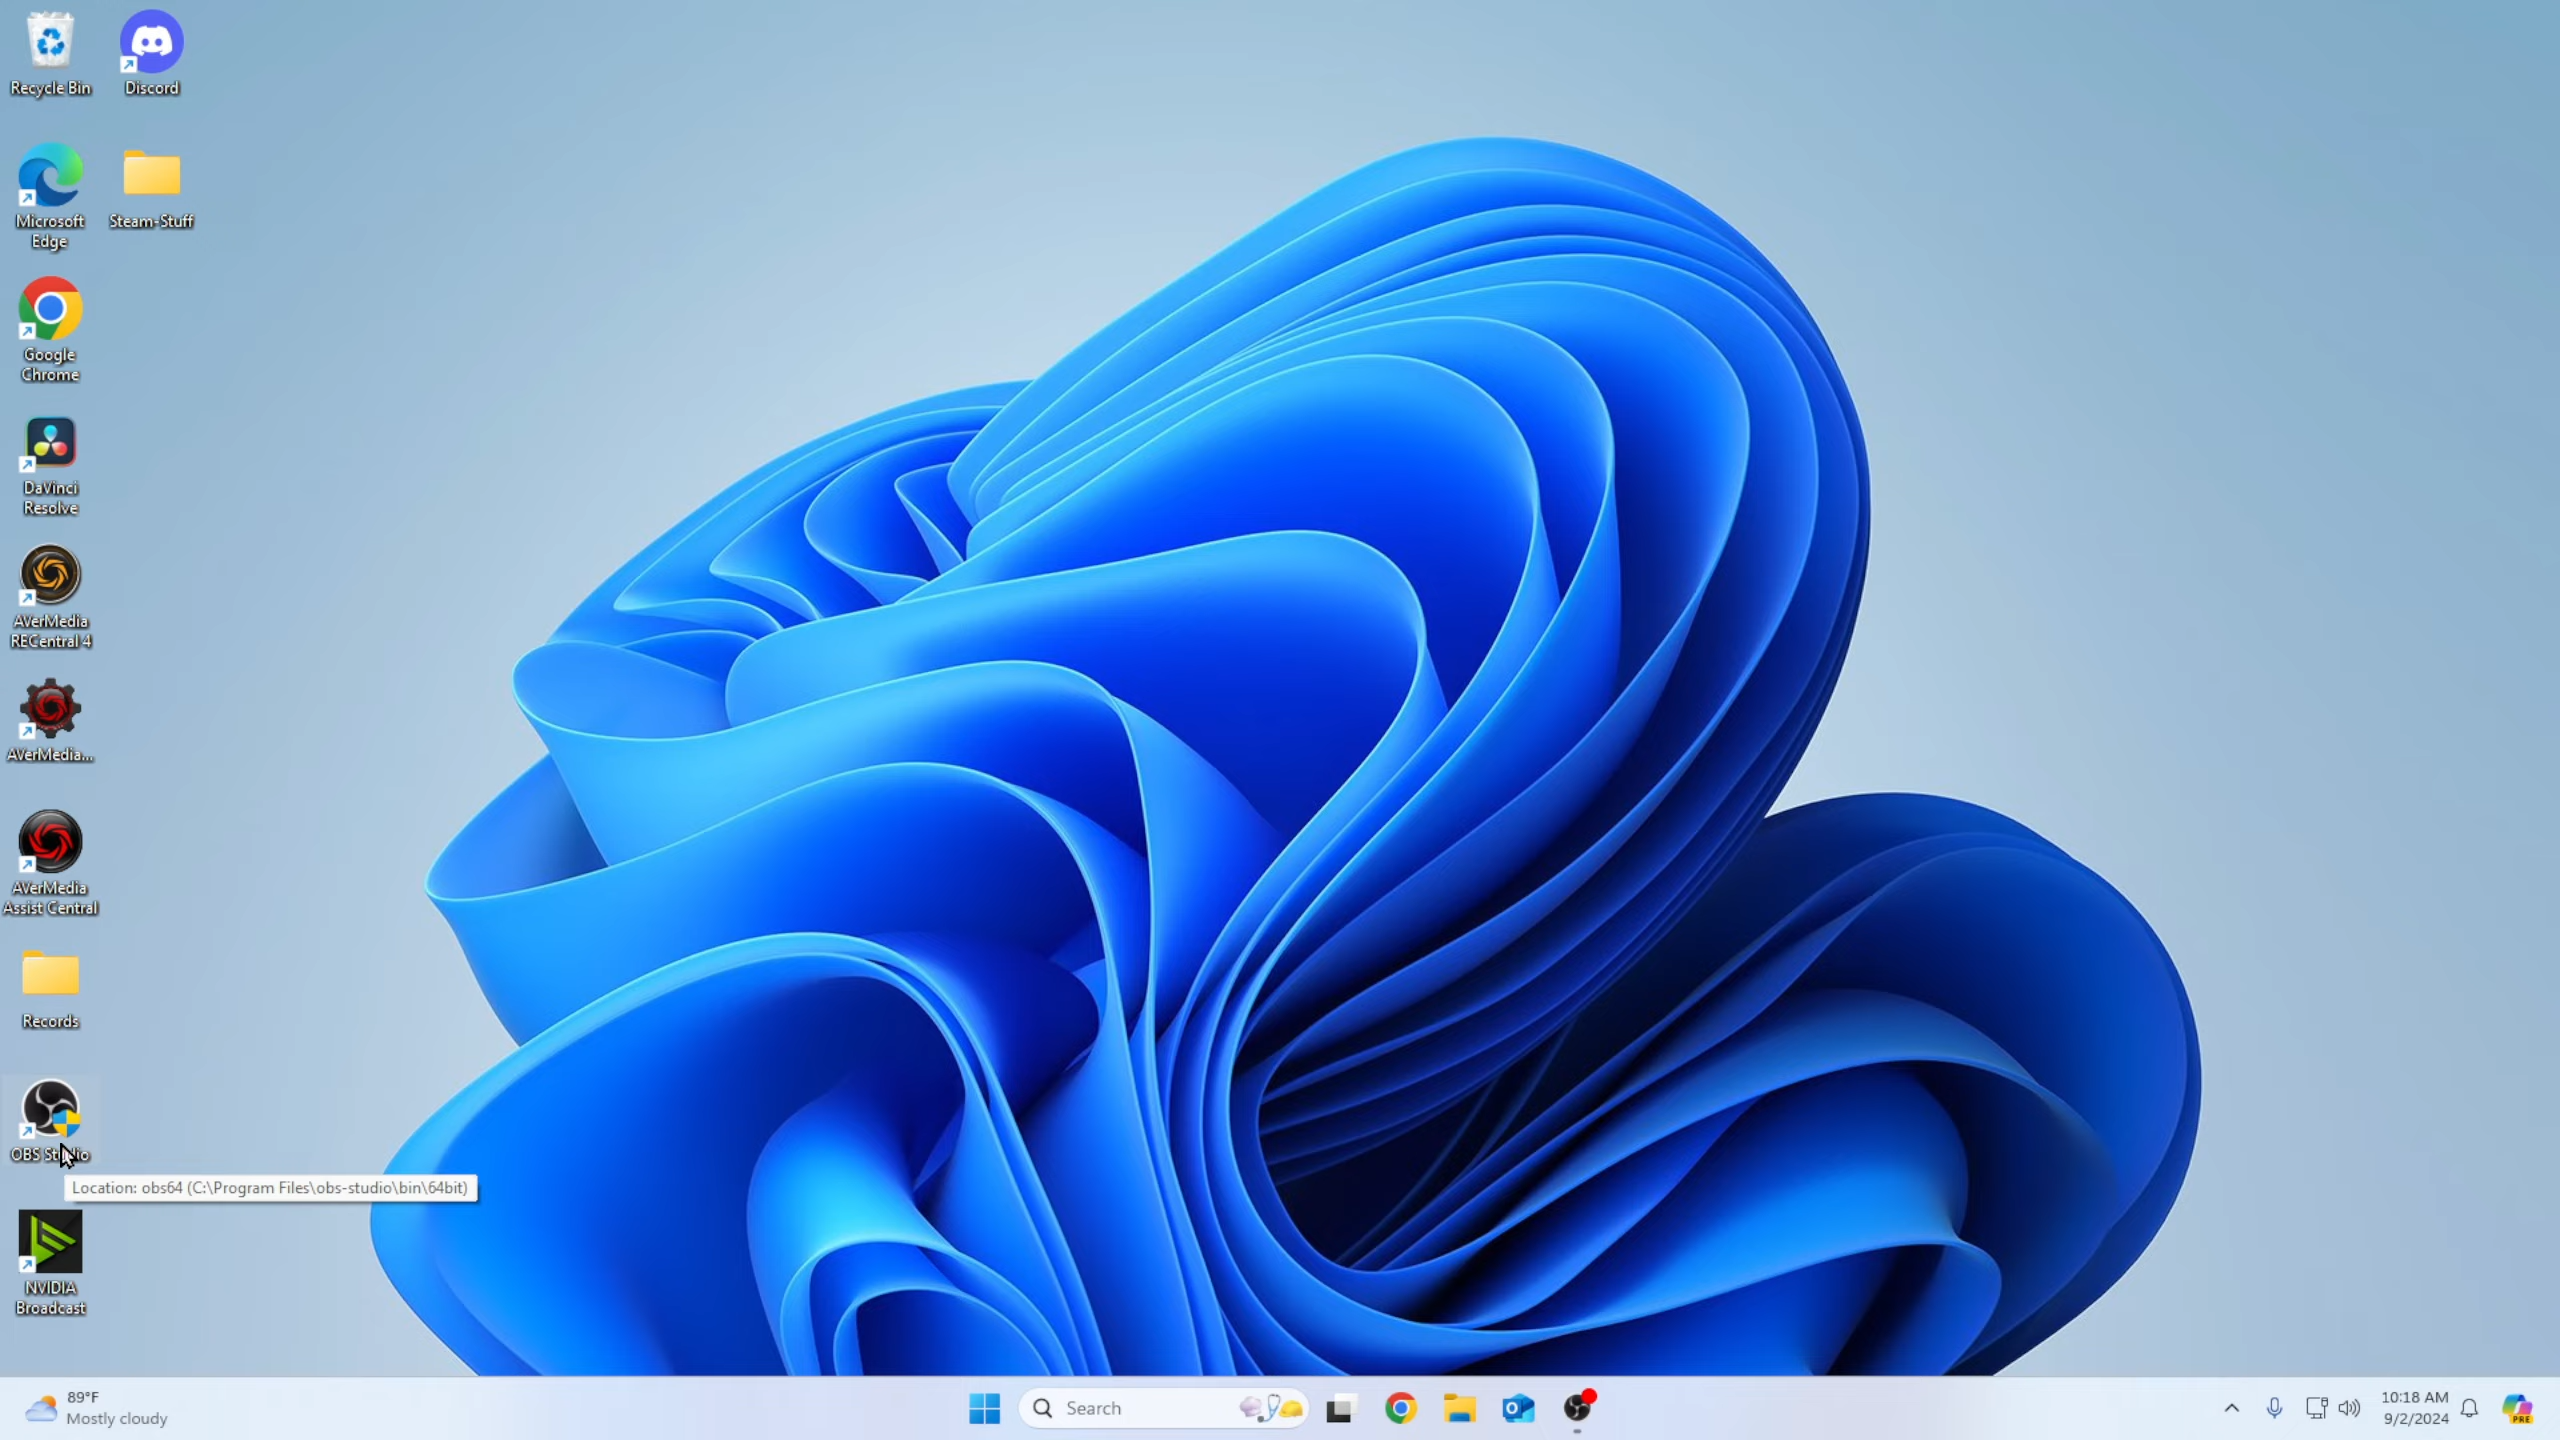 Recycle Bin
Discord
Microsoft
Edge
Steam-Stuff
Google
Chrome
DaVinci
Resolve
AVerMedia
RECentral 4
AVerMedia...
AVerMedia
Assist Central
Records
OBS Studio
Location: obs64 (C:\Program Files\obs-studio\bin\64bit)
NVIDIA
Broadcast
89°F
Mostly cloudy
Search
10:18 AM
9/2/2024
PRE